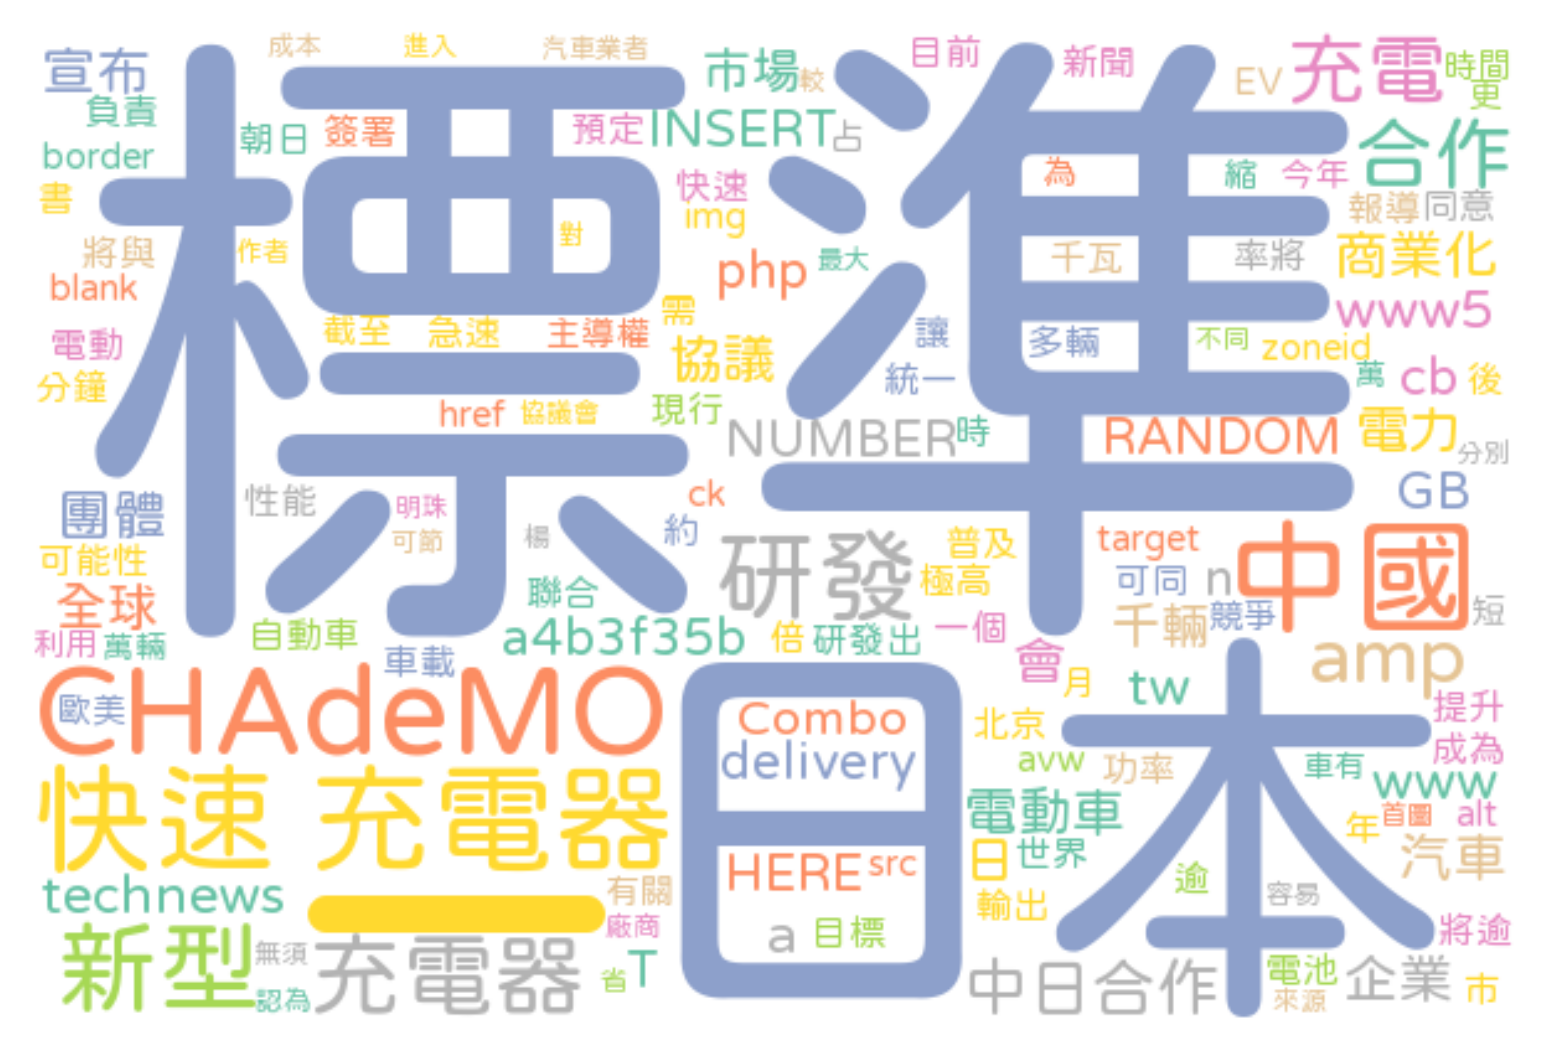 宣布
成本
進入
汽車業者
市場
較
目前
新聞
EV
充電
時間
更
負責
朝日
簽署
預定
INSERT
占
標準
合作
border
快速
為
縮
今年
書
img
報導
同意
將與
作者
對
php
最大
千瓦
率將
商業化
blank
需
www5
電動
截至
急速
主導權
協議
讓
多輛
不同
zoneid
分鐘
統一
萬
cb
後
href
協議會
現行
NUMBER
時
RANDOM
電力
分別
團體
性能
明珠
ck
GB
可節
楊
約
研發
普及
target
中國
可能性
極高
可同
n
全球
聯合
千輛
競爭
短
利用
萬輛
自動車
a4b3f35b
倍
研發出
一個
車載
會
月
tw
amp
CHAdeMO
歐美
日本
Combo
北京
提升
delivery
avw
功率
車有
成為
www
快速
充電器
電動車
年
首圖
alt
HERE
src
日
世界
汽車
technews
一
有關
逾
容易
輸出
新型
無須
充電器
廠商
a
目標
將逾
認為
省
T
中日合作
電池
企業
市
來源